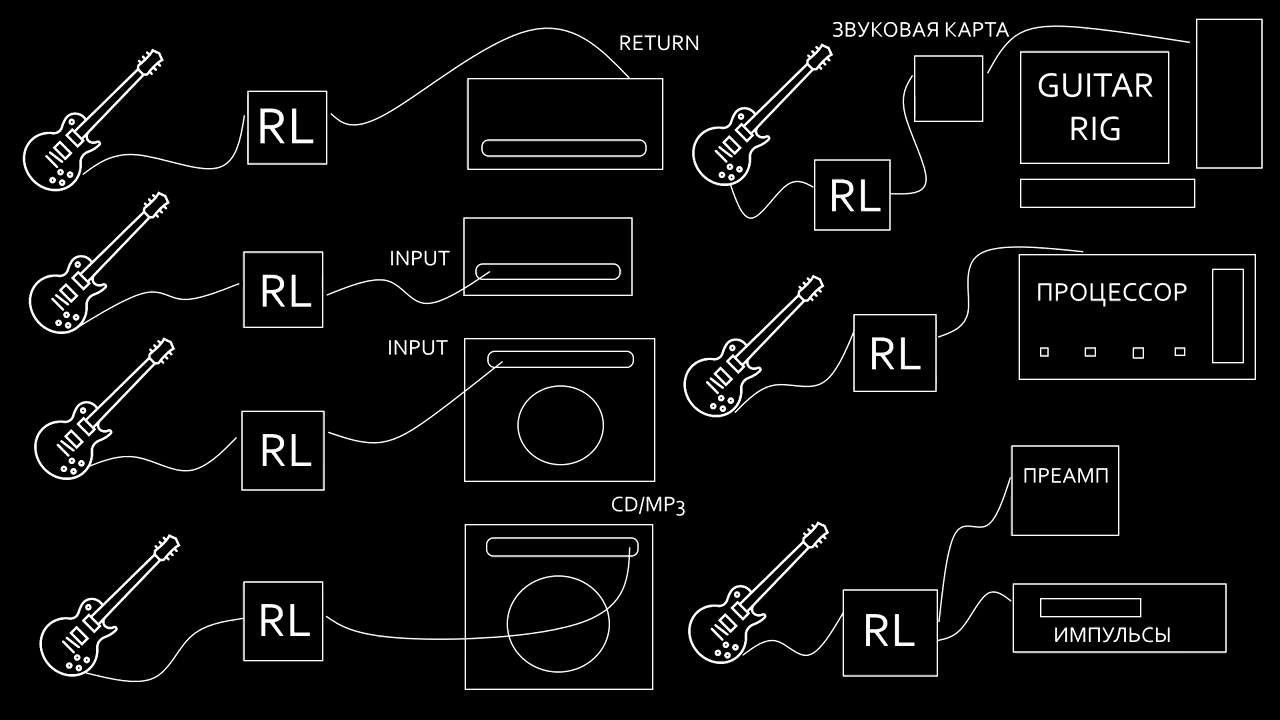 RETURN
RL
INPUT
RL
INPUT
RL
CD/MP3
RL
ЗВУКОВАЯ КАРТА
GUITAR
RIG
RL
ПРОЦЕССОР
RL
ПРЕАМП
RL
ИМПУЛЬСЫ